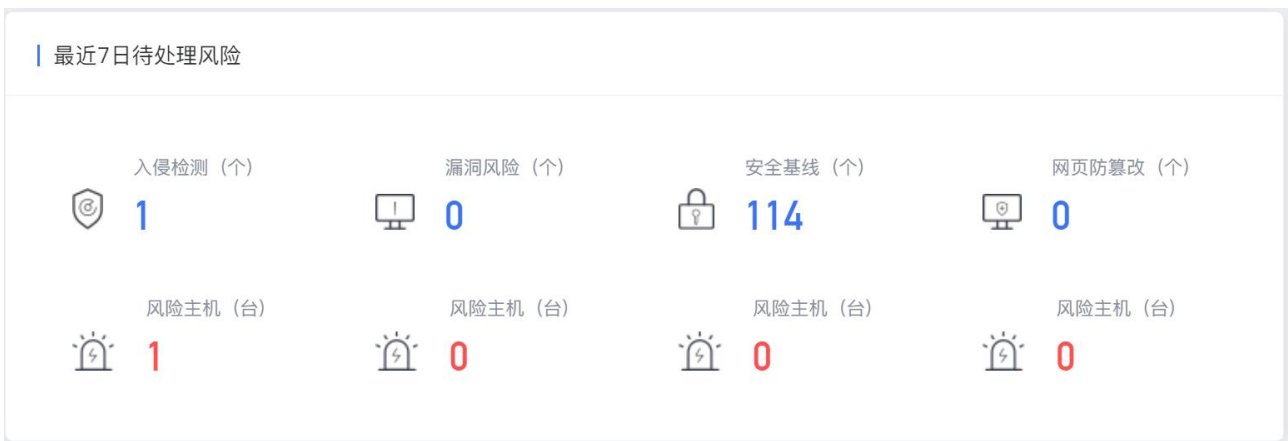 最近7日待处理风险
入侵检测（个） 漏洞风险（个） 安全基线（个） 网页防篡改（个）
1 0 114 0
风险主机（台） 风险主机（台） 风险主机（台） 风险主机（台）
1 0 0 0